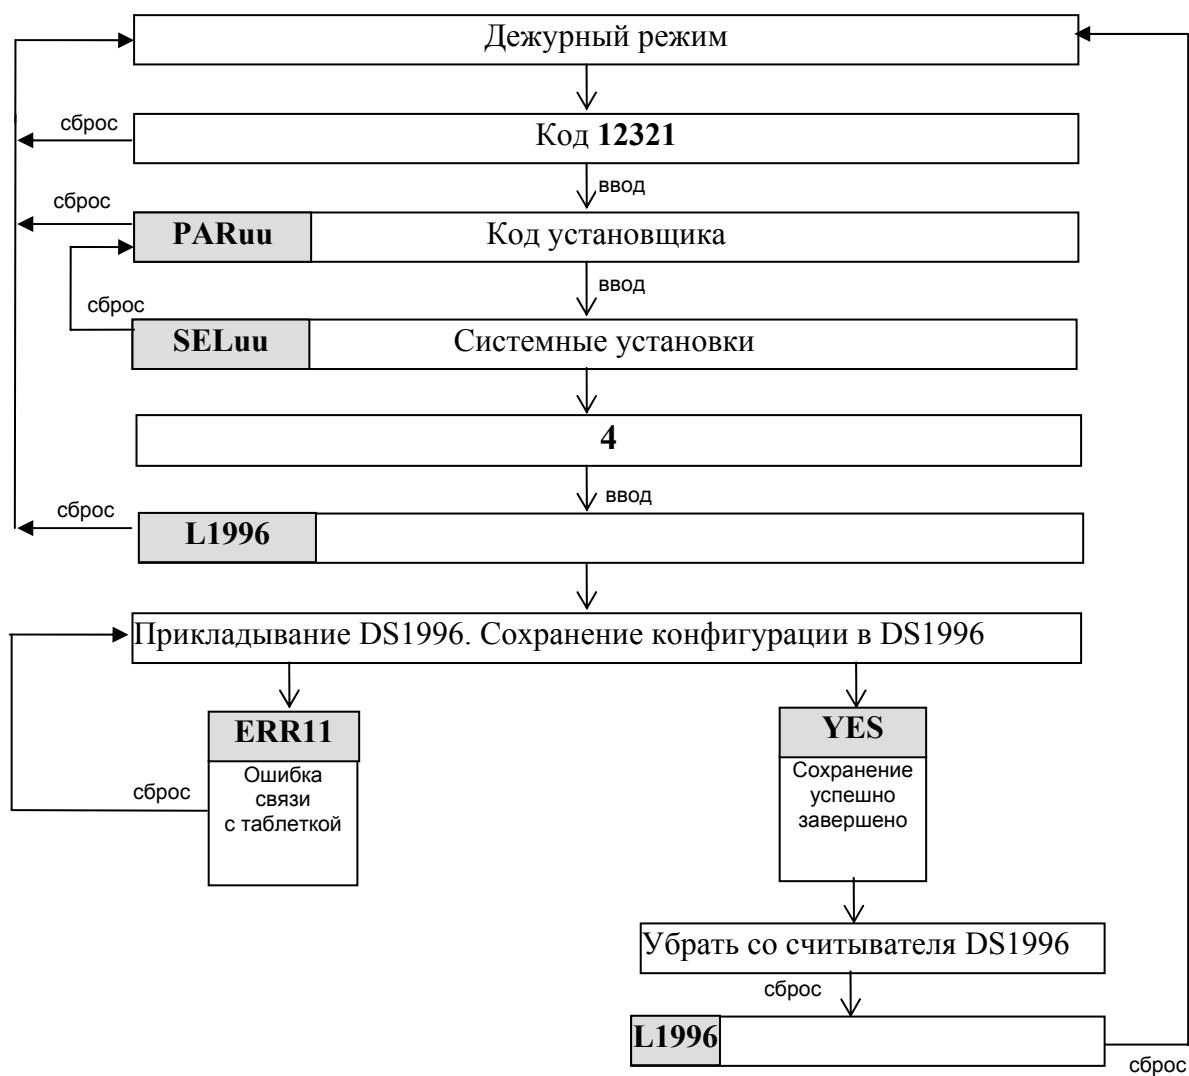 Дежурный режим
сброс
Код 12321
ввод
сброс
PARuu
Код установщика
ввод
сброс
SELuu
Системные установки
4
ввод
сброс
L1996
Прикладывание DS1996. Сохранение конфигурации в DS1996
ERR11
Ошибка
связи
с таблеткой
сброс
YES
Сохранение
успешно
завершено
Убрать со считывателя DS1996
сброс
L1996
сброс